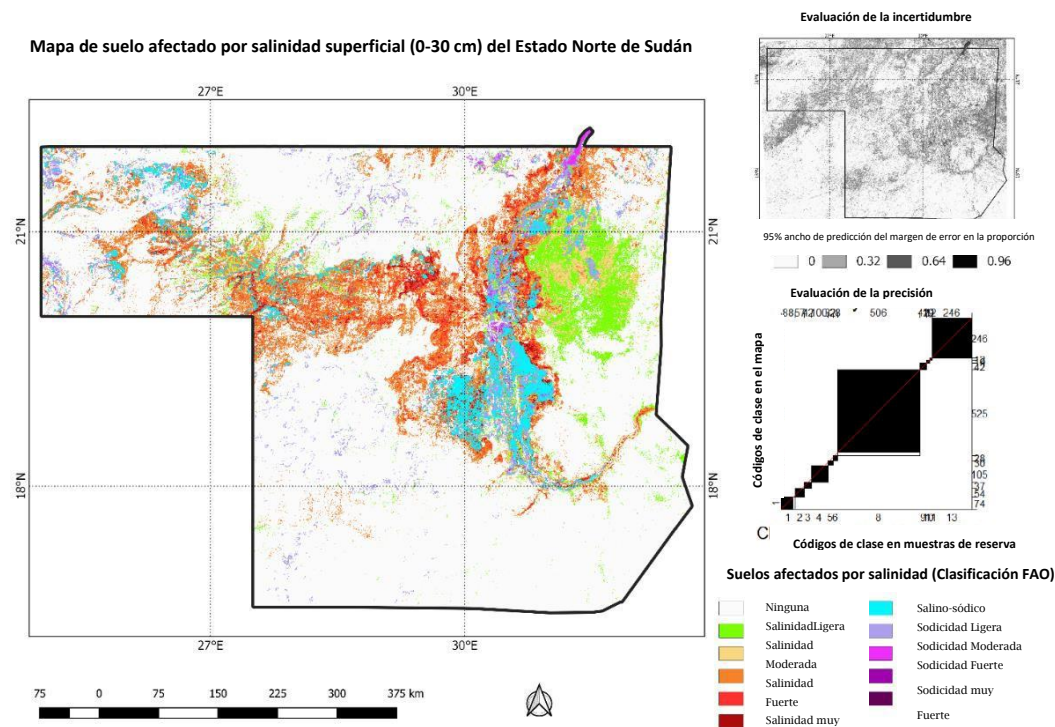 Mapa de suelo afectado por salinidad superficial (0-30 cm) del Estado Norte de Sudán
27°E
30°E
21°N
21°N
18°N
18°N
27°E
30°E
75
0
75
150
225
300
375 km
Evaluación de la incertidumbre
95% ancho de predicción del margen de error en la proporción
0
0.32
0.64
0.96
Evaluación de la precisión
506
246
Códigos de clase en el mapa
246
42
525
105
37
54
74
1
2
3
4
56
8
13
Códigos de clase en muestras de reserva
Suelos afectados por salinidad (Clasificación FAO)
Ninguna
SalinidadLigera
Salinidad
Moderada
Salinidad
Fuerte
Salinidad muy
Salino-sódico
Sodicidad Ligera
Sodicidad Moderada
Sodicidad Fuerte
Sodicidad muy
Fuerte